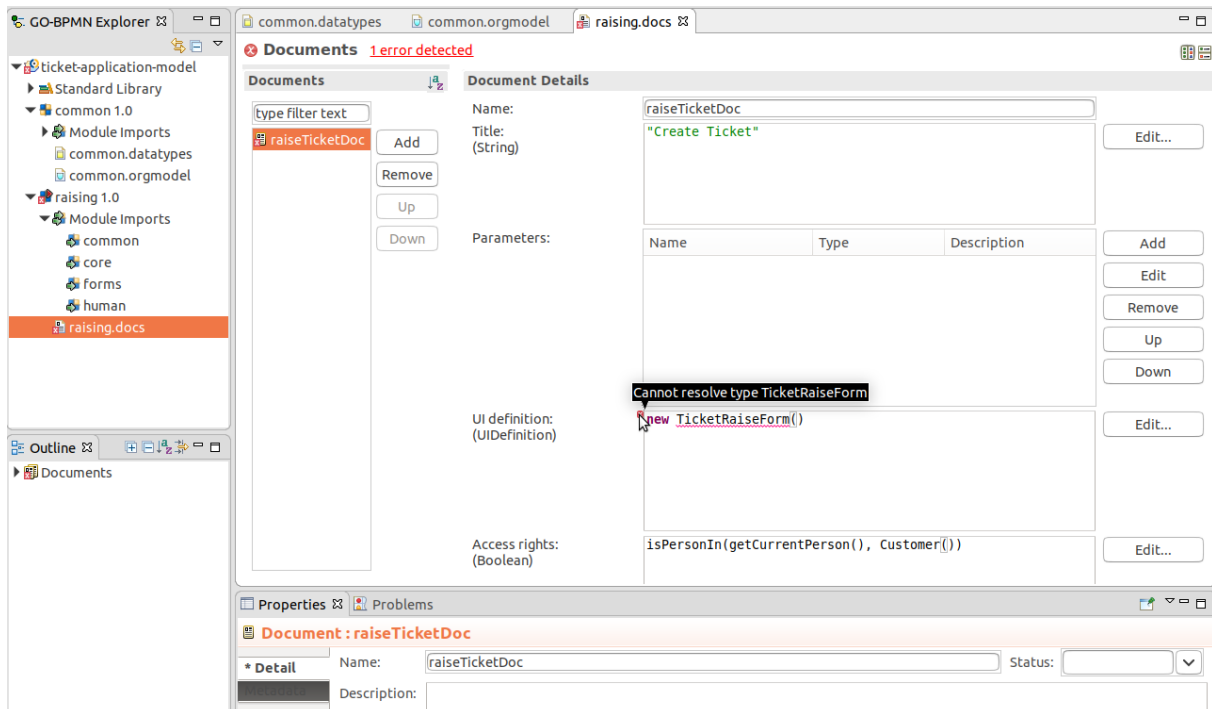 GO-BPMN Explorer
ticket-application-model
Standard Library
common 1.0
Module Imports
common.datatypes
common.orgmodel
raising 1.0
Module Imports
common
core
forms
human
raising.docs
Outline
Documents
common.datatypes
common.orgmodel
raising.docs
Documents 1 error detected
Documents
type filter text
raiseTicketDoc
Add
Remove
Up
Down
Document Details
Name: raiseTicketDoc
Title:
(String)
"Create Ticket"
Edit...
Parameters:
Name Type Description
Add
Edit
Remove
Up
Down
Cannot resolve type TicketRaiseForm
UI definition:
(UIDefinition)
new TicketRaiseForm()
Edit...
Access rights:
(Boolean)
isPersonIn(getCurrentPerson(), Customer())
Edit...
Properties
Problems
Document : raiseTicketDoc
* Detail
Metadata
Name: raiseTicketDoc Status:
Description: